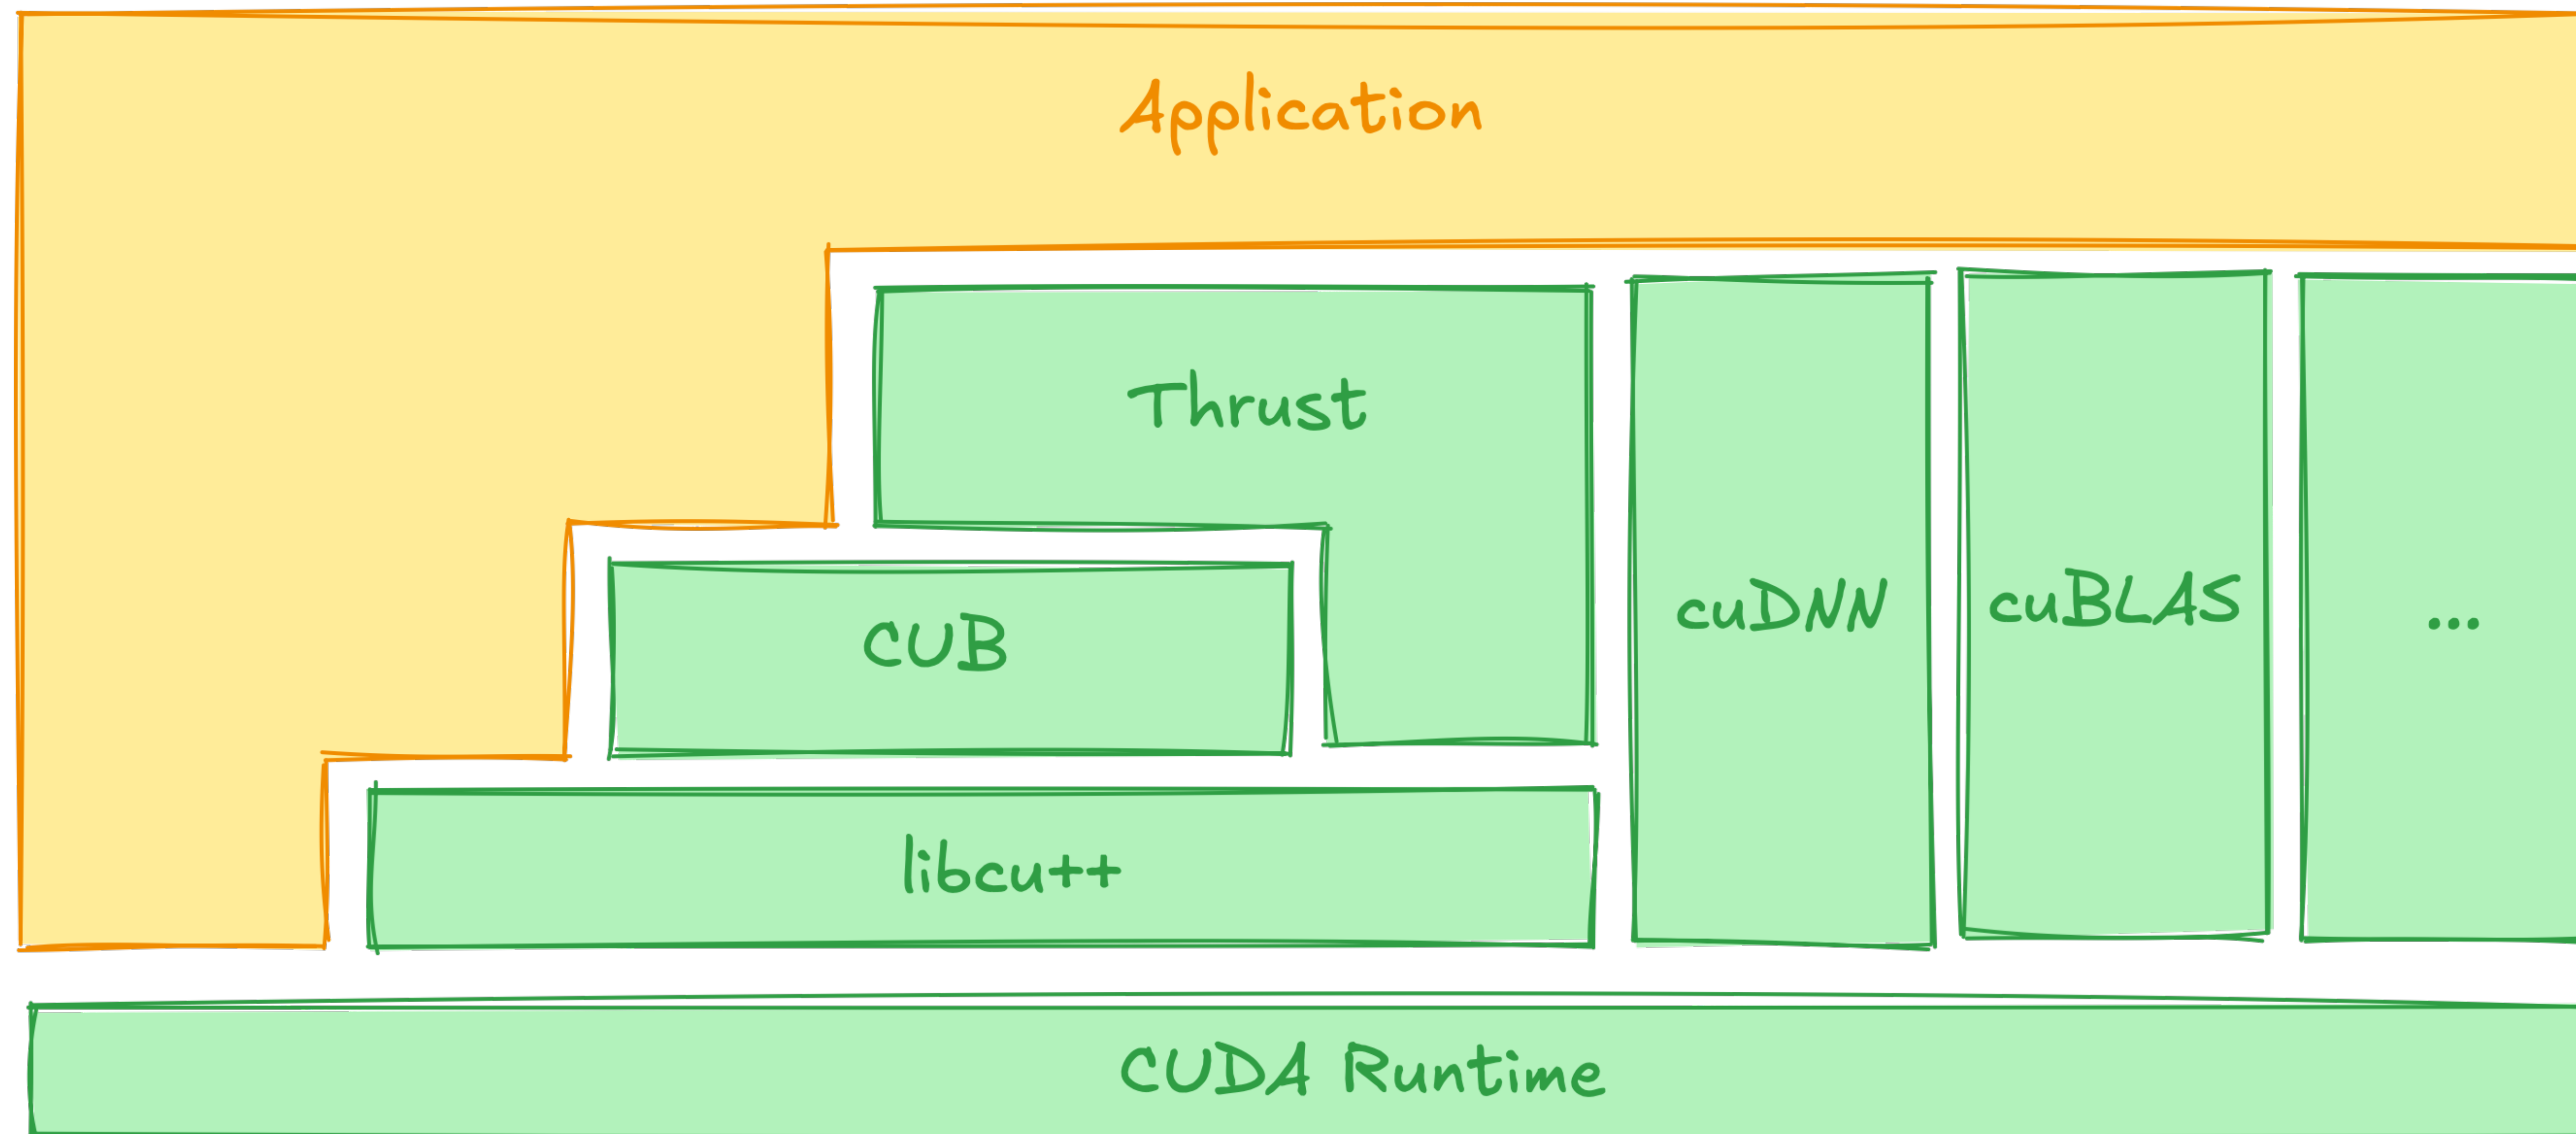 Application
Thrust
CUB
cuDNN
cuBLAS
...
libcu++
CUDA Runtime